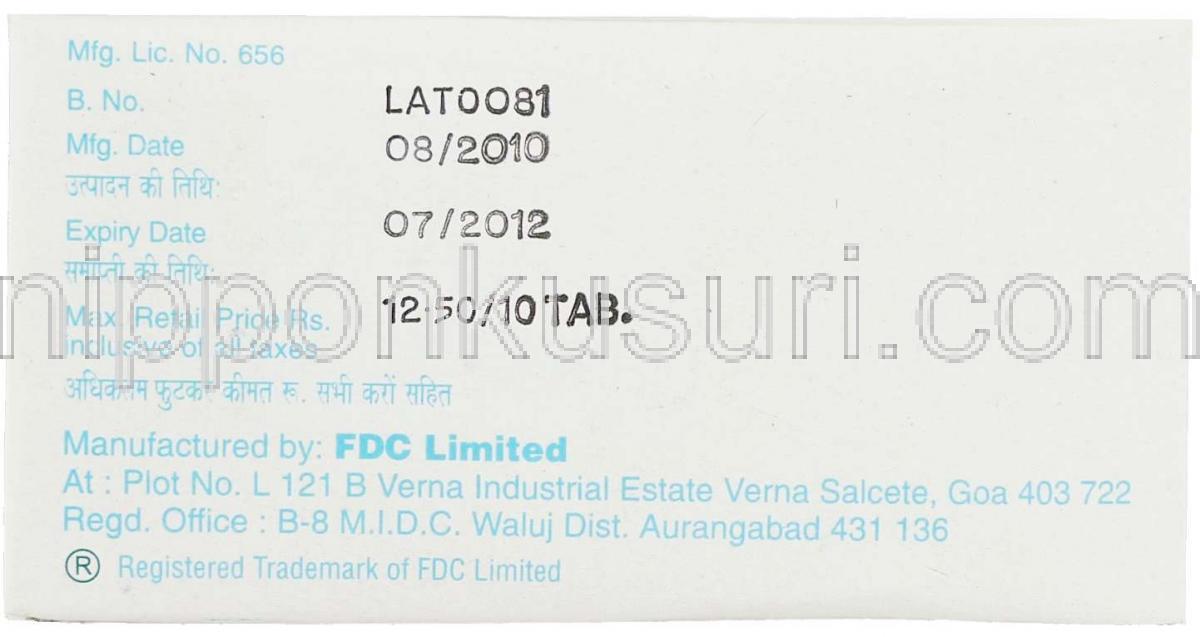 Mfg. Lic. No. 656
B. No. LAT0081
Mfg. Date 08/2010
उत्पादन की तिथि:
Expiry Date 07/2012
समाप्ती की तिथि:
Max. Retail Price Rs. 12.50/10 TAB.
inclusive of all taxes
अधिकतम फुटकर कीमत रू. सभी करों सहित
nipponkusuri.com
Manufactured by: FDC Limited
At : Plot No. L 121 B Verna Industrial Estate Verna Salcete, Goa 403 722
Regd. Office : B-8 M.I.D.C. Waluj Dist. Aurangabad 431 136
® Registered Trademark of FDC Limited